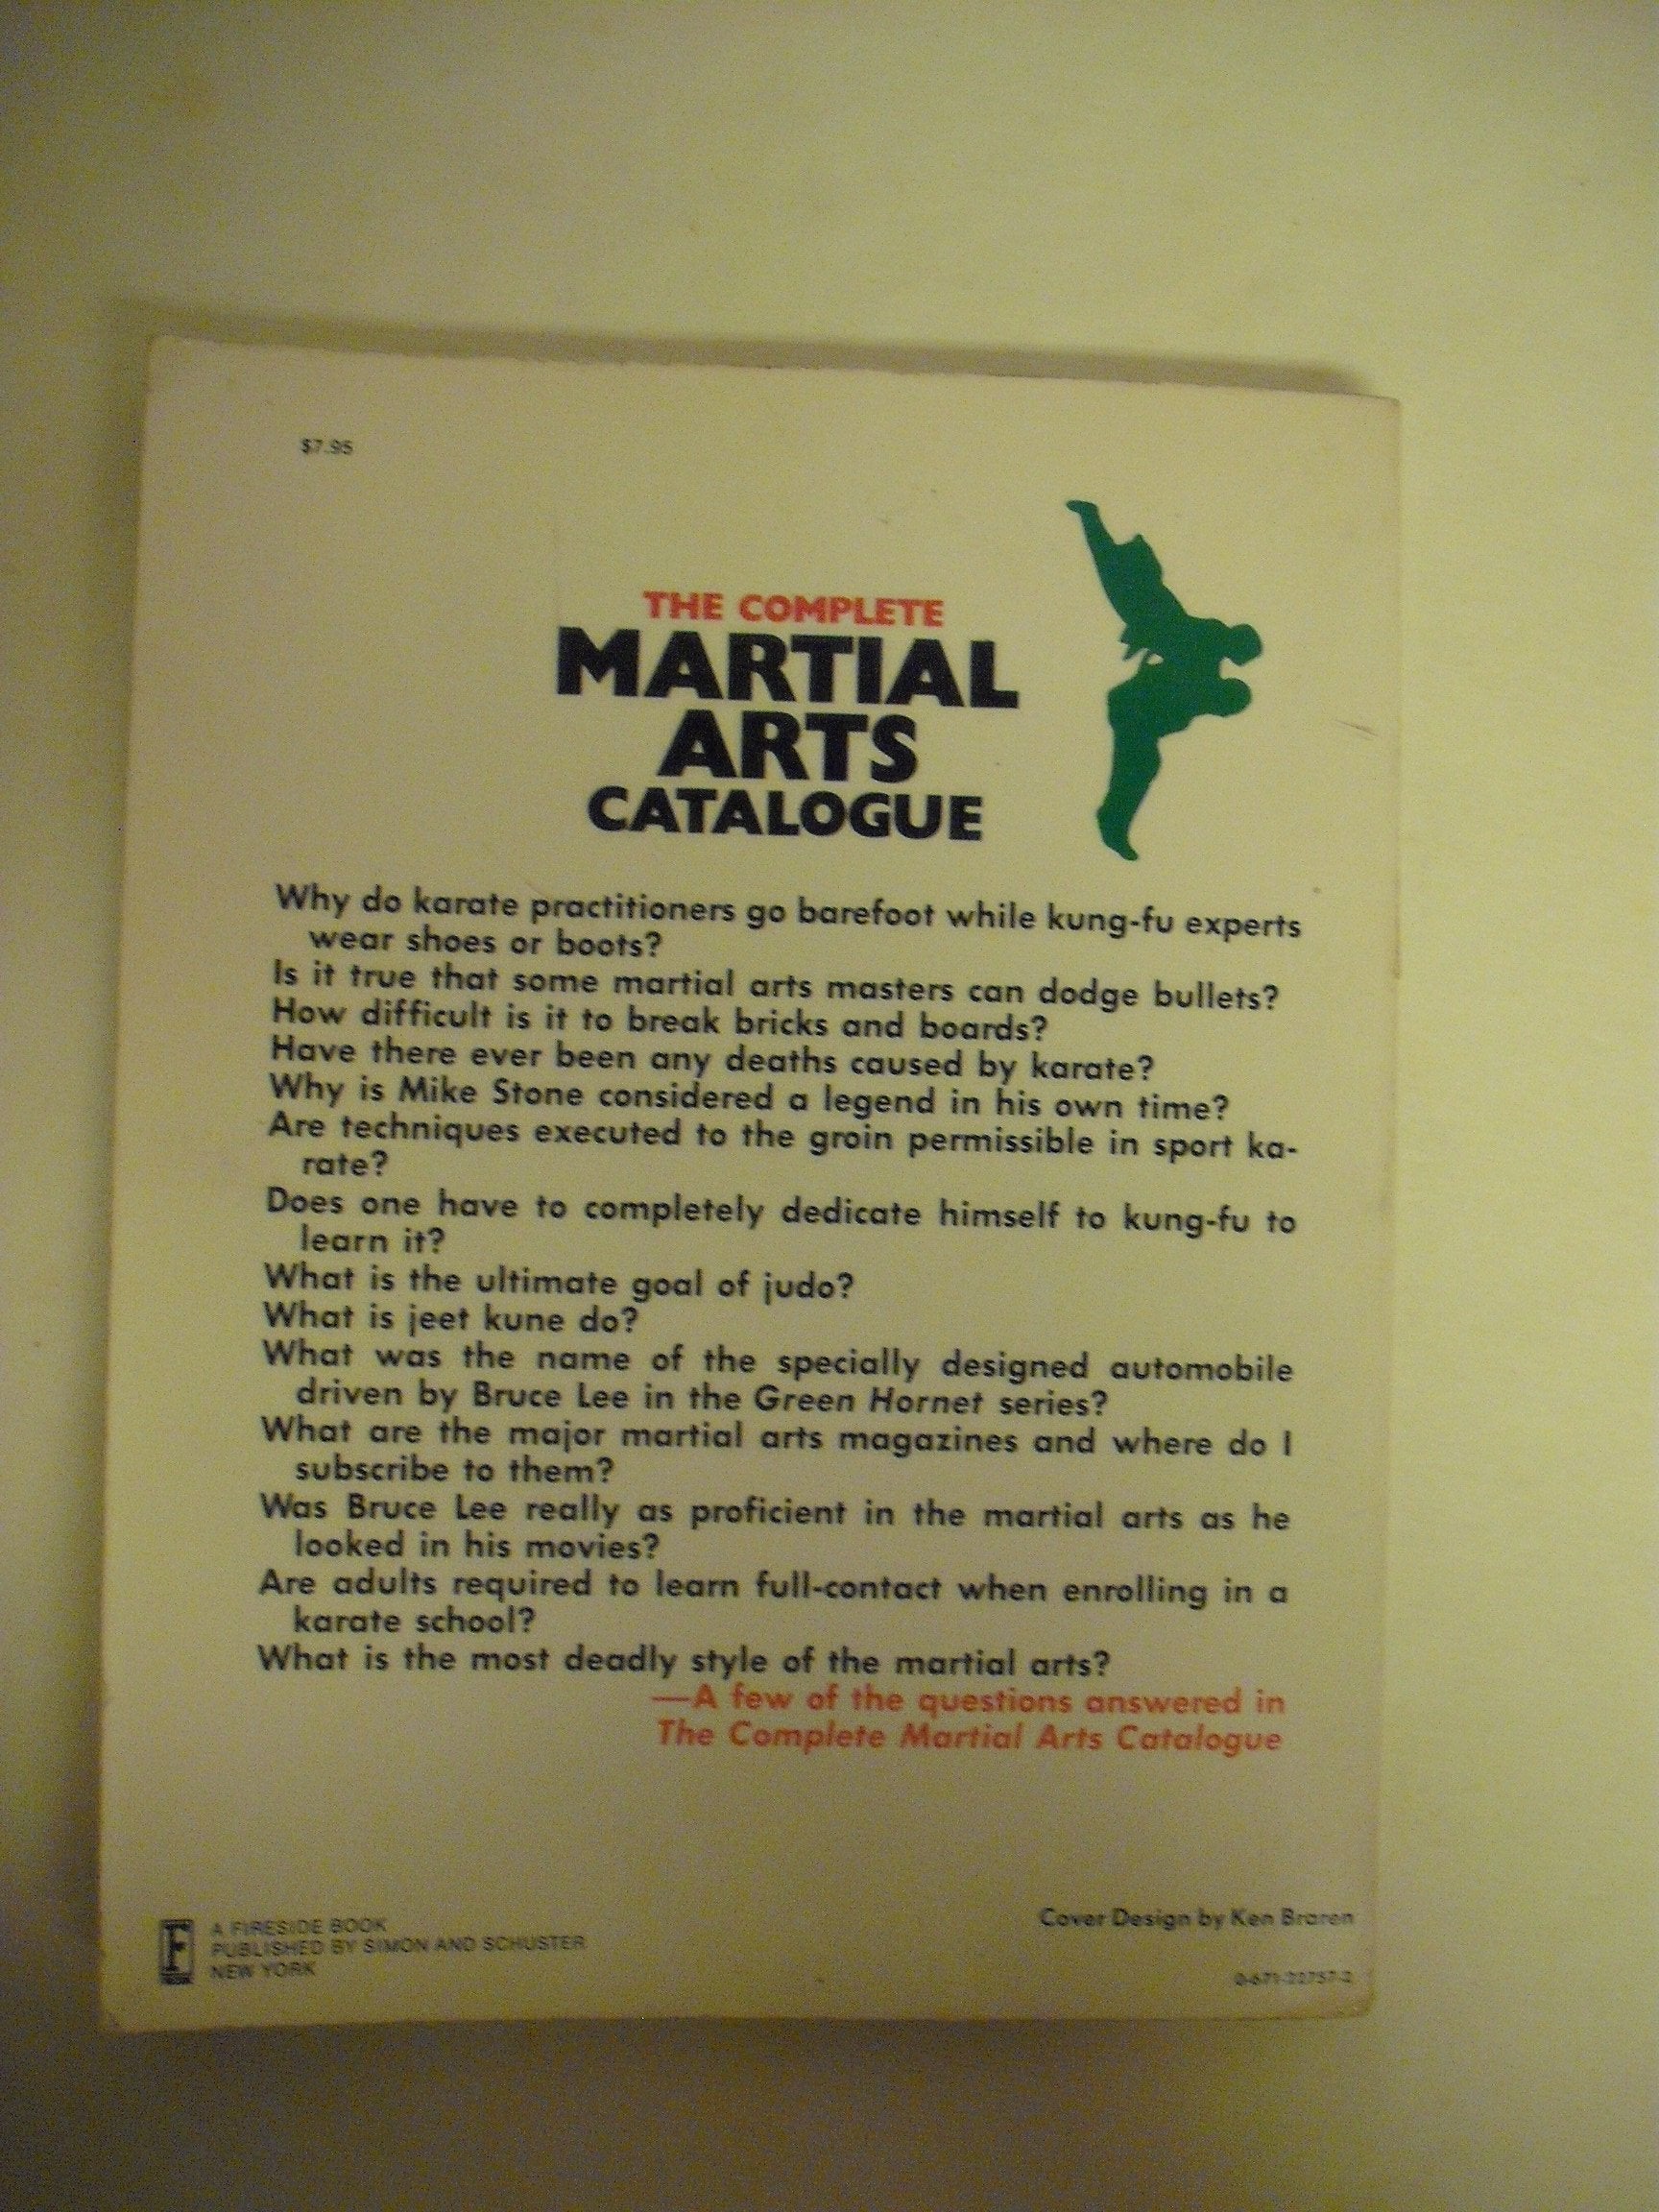 $7.95
THE COMPLETE
MARTIAL
ARTS
CATALOGUE
Why do karate practitioners go barefoot while kung-fu experts
wear shoes or boots?
Is it true that some martial arts masters can dodge bullets?
How difficult is it to break bricks and boards?
Have there ever been any deaths caused by karate?
Why is Mike Stone considered a legend in his own time?
Are techniques executed to the groin permissible in sport ka-
rate?
Does one have to completely dedicate himself to kung-fu to
learn it?
What is the ultimate goal of judo?
What is jeet kune do?
What was the name of the specially designed automobile
driven by Bruce Lee in the Green Hornet series?
What are the major martial arts magazines and where do I
subscribe to them?
Was Bruce Lee really as proficient in the martial arts as he
looked in his movies?
Are adults required to learn full-contact when enrolling in a
karate school?
What is the most deadly style of the martial arts?
—A few of the questions answered in
The Complete Martial Arts Catalogue
F
A FIRESIDE BOOK
PUBLISHED BY SIMON AND SCHUSTER
NEW YORK
Cover Design by Ken Braren
0-671-22757-2